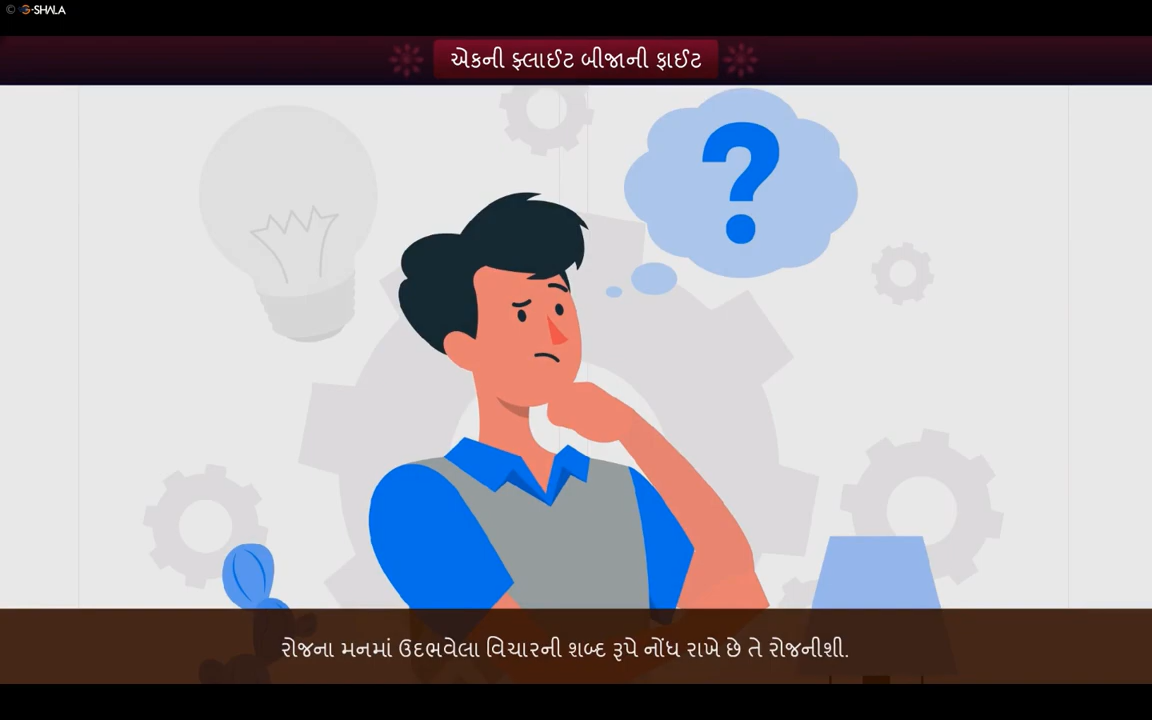 © G-SHALA
એકની ફ્લાઈટ બીજાની ફાઈટ
?
રોજના મનમાં ઉદભવેલા વિચારની શબ્દ રૂપે નોંધ રાખે છે તે રોજનીશી.